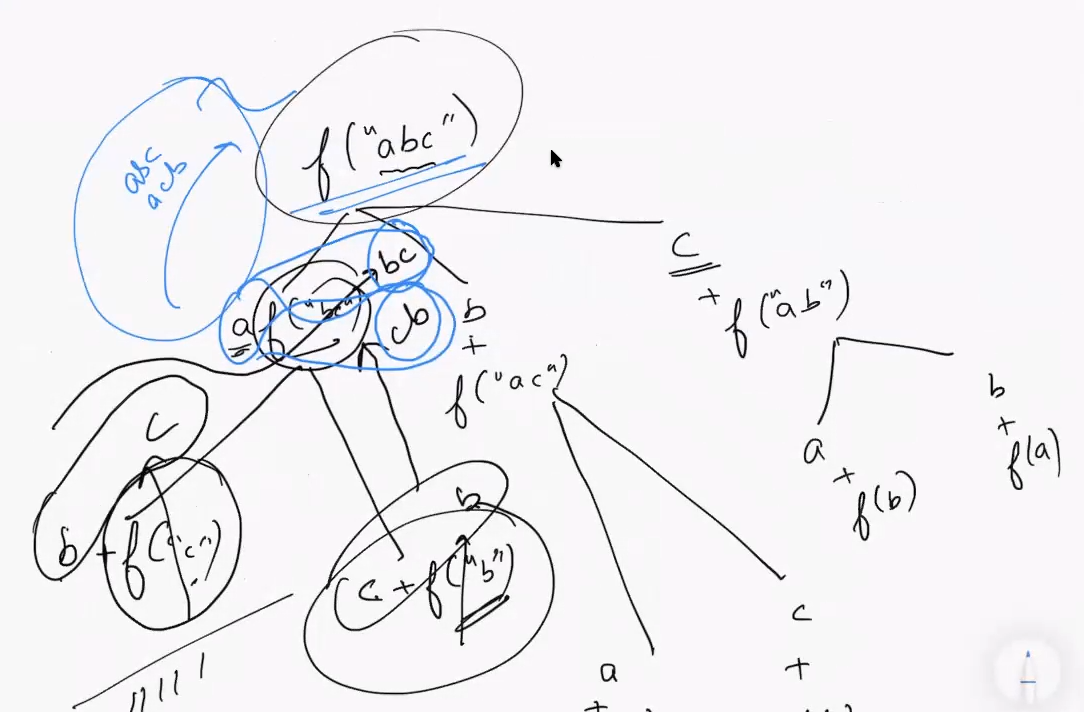 f("abc")
abc
acb
a f("bc")
bc
cb
b
+
f("ac")
c
+ f("ab")
a
+ f(b)
b
+
f(a)
c
b + f("c")
b
c + f("b")
a
+
c
+